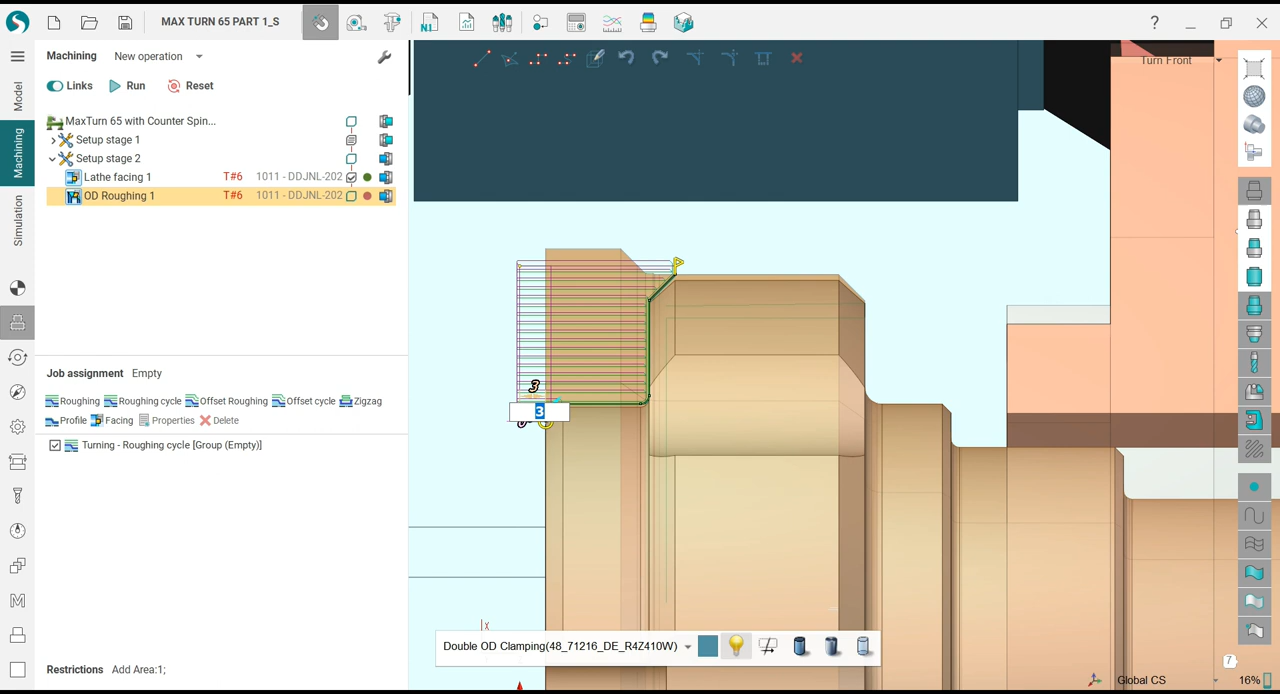 MAX TURN 65 PART 1_S
?
Machining New operation
Links Run Reset
Model
Machining
Simulation
MaxTurn 65 with Counter Spin...
Setup stage 1
Setup stage 2
Lathe facing 1 T#6 1011 - DDJNL-202
OD Roughing 1 T#6 1011 - DDJNL-202
Job assignment Empty
Roughing Roughing cycle Offset Roughing Offset cycle Zigzag
Profile Facing Properties Delete
Turning - Roughing cycle [Group (Empty)]
Restrictions Add Area:1;
Turn Front
3
3
X
Double OD Clamping(48_71216_DE_R4Z410W)
7
Global CS 16%